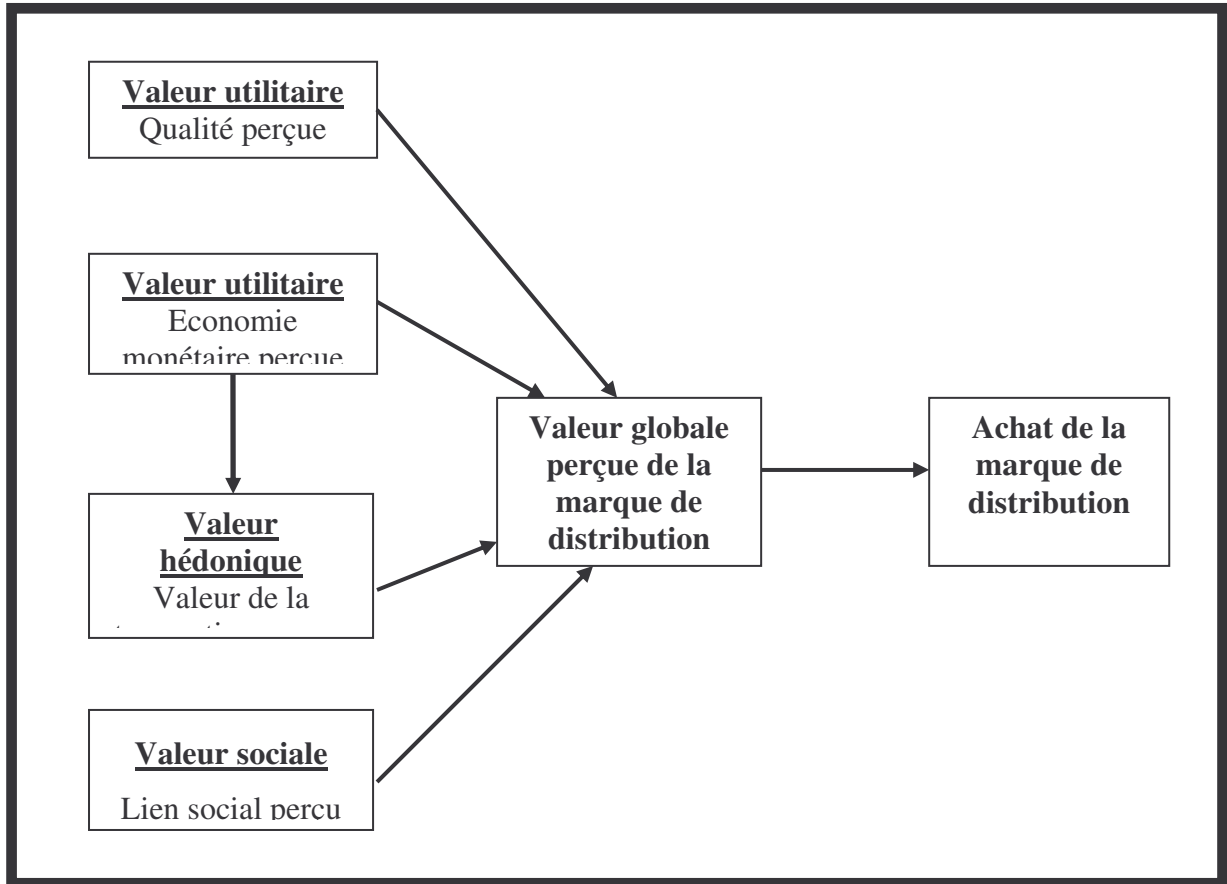 Valeur utilitaire
Qualité perçue
Valeur utilitaire
Economie
monétaire perçue
Valeur
hédonique
Valeur de la
Valeur sociale
Lien social perçu
Valeur globale
perçue de la
marque de
distribution
Achat de la
marque de
distribution